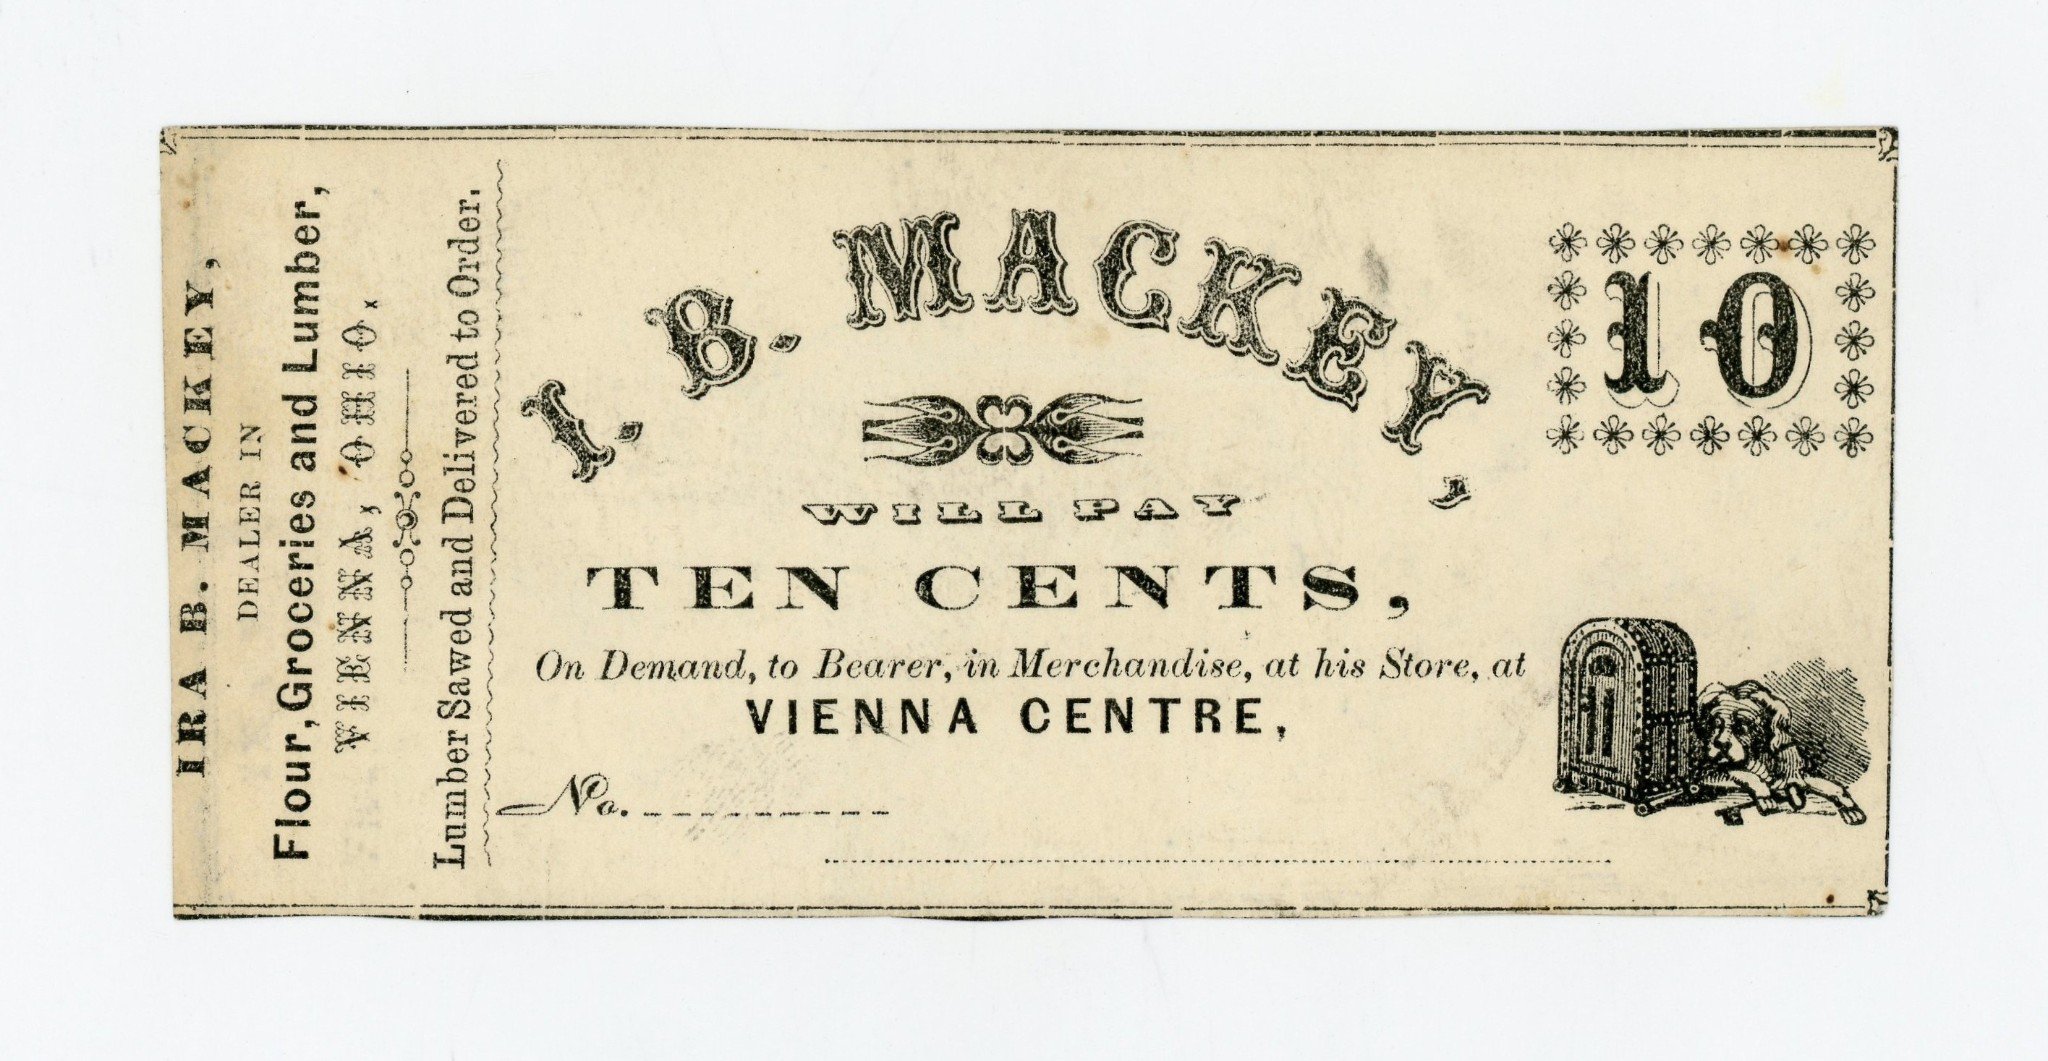 IRA B. MACKEY,
DEALER IN
Flour, Groceries and Lumber,
VIENNA, OHIO.
Lumber Sawed and Delivered to Order.
I. B. MACKEY,
10
WILL PAY
TEN CENTS,
On Demand, to Bearer, in Merchandise, at his Store, at
VIENNA CENTRE,
No.